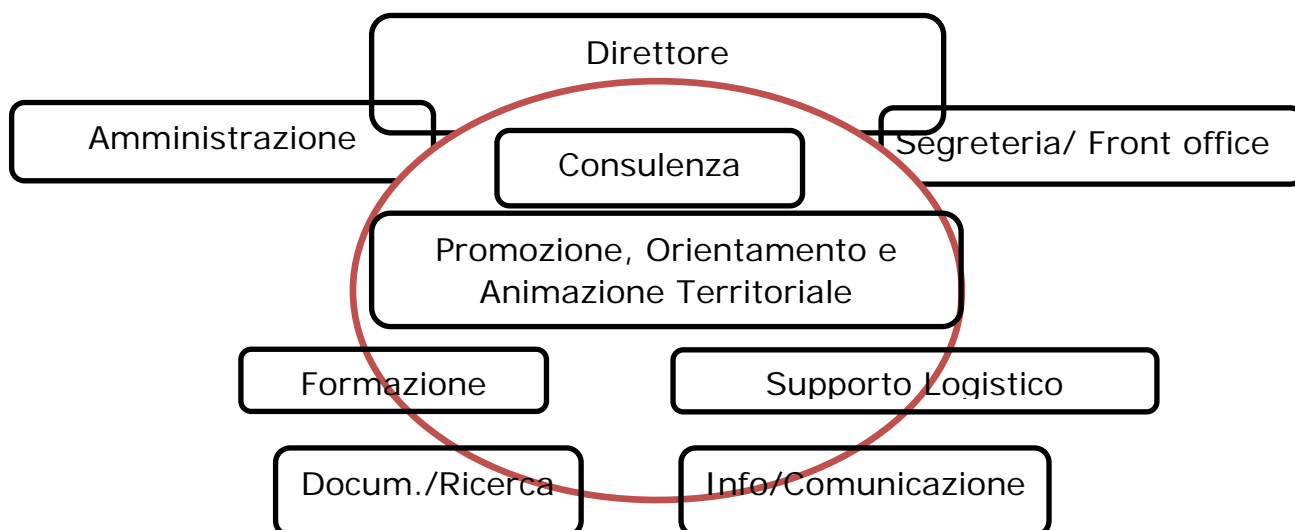 Direttore
Amministrazione
Segreteria/ Front office
Consulenza
Promozione, Orientamento e
Animazione Territoriale
Formazione
Supporto Logistico
Docum./Ricerca
Info/Comunicazione